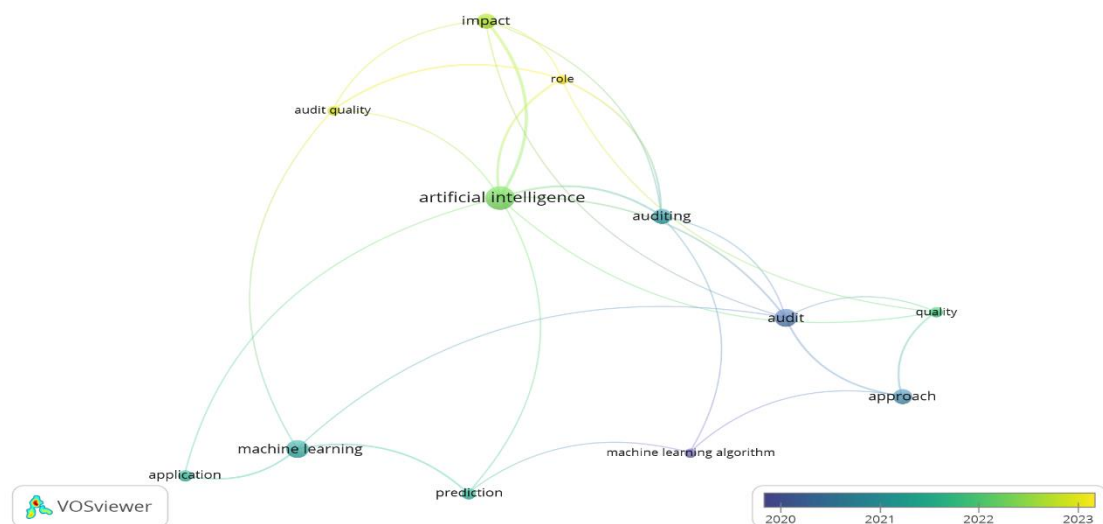 impact
role
audit quality
artificial intelligence
auditing
audit
quality
approach
machine learning
machine learning algorithm
application
prediction
VOSviewer
2020 2021 2022 2023